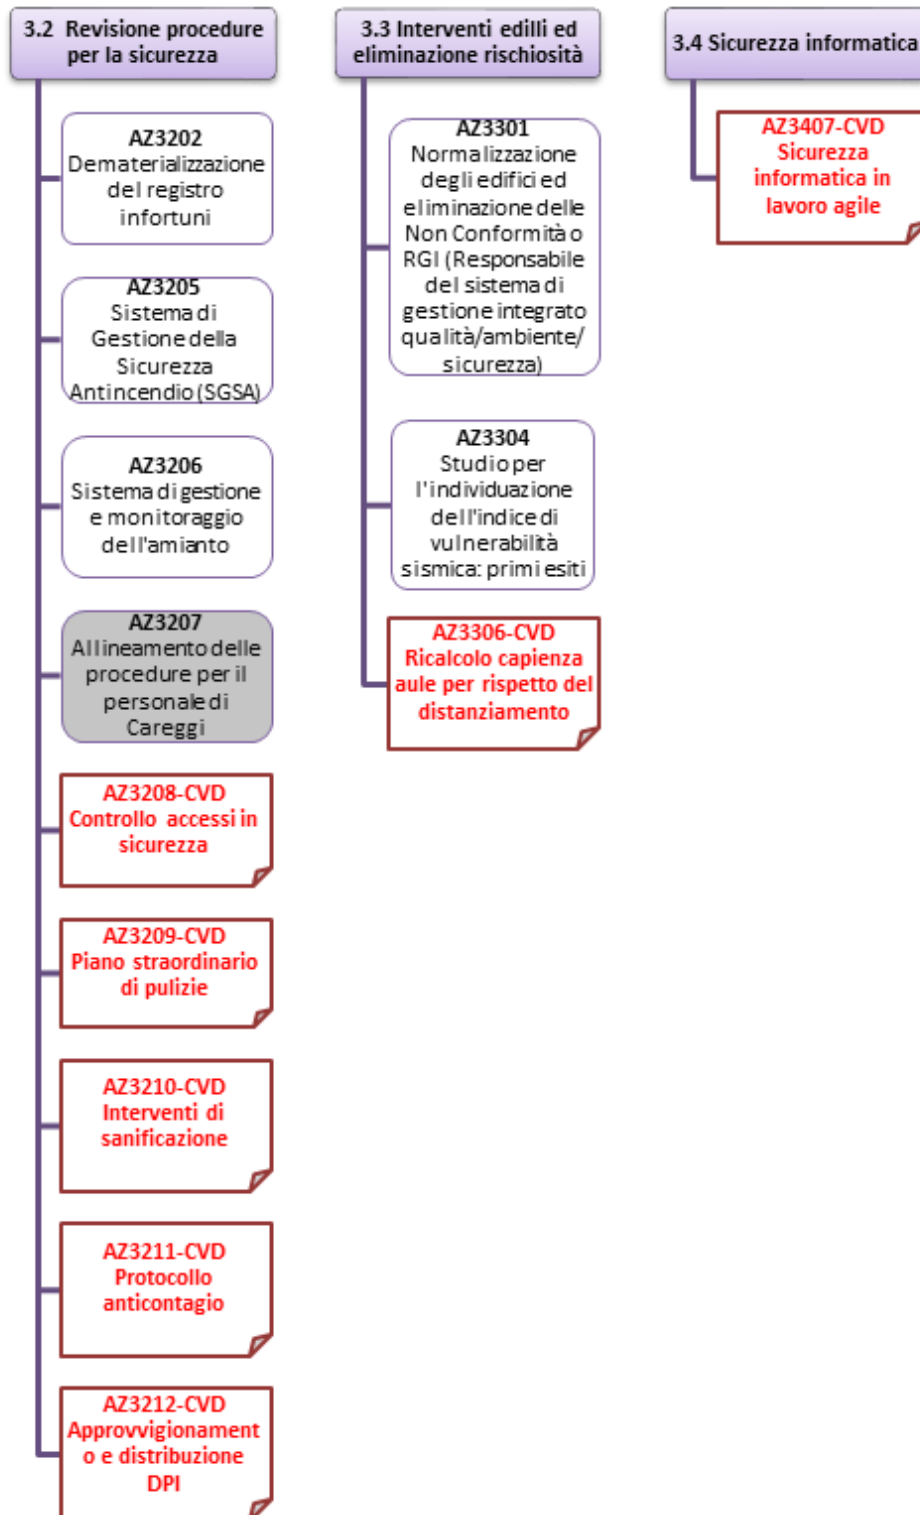 3.2 Revisione procedure
per la sicurezza
AZ3202
Dematerializzazione
del registro
infortuni
AZ3205
Sistema di
Gestione della
Sicurezza
Antincendio (SGSA)
AZ3206
Sistema di gestione
e monitoraggio
dell'amianto
AZ3207
Allineamento delle
procedure per il
personale di
Careggi
AZ3208-CVD
Controllo accessi in
sicurezza
AZ3209-CVD
Piano straordinario
di pulizie
AZ3210-CVD
Interventi di
sanificazione
AZ3211-CVD
Protocollo
anticontagio
AZ3212-CVD
Approvvigionament
o e distribuzione
DPI
3.3 Interventi edilli ed
eliminazione rischiosità
AZ3301
Normalizzazione
degli edifici ed
eliminazione delle
Non Conformità o
RGI (Responsabile
del sistema di
gestione integrato
qualità/ambiente/
sicurezza)
AZ3304
Studio per
l'individuazione
dell'indice di
vulnerabilità
sismica: primi esiti
AZ3306-CVD
Ricalcolo capienza
aule per rispetto del
distanziamento
3.4 Sicurezza informatica
AZ3407-CVD
Sicurezza
informatica in
lavoro agile